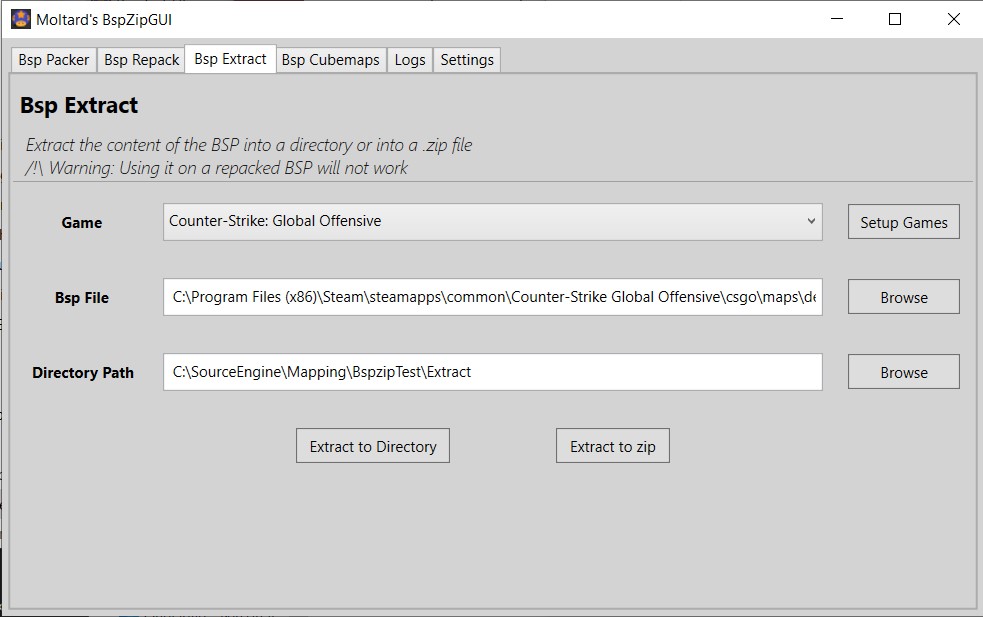 Moltard's BspZipGUI
Bsp Packer Bsp Repack Bsp Extract Bsp Cubemaps Logs Settings
Bsp Extract
Extract the content of the BSP into a directory or into a .zip file
/!\ Warning: Using it on a repacked BSP will not work
Game Counter-Strike: Global Offensive Setup Games
Bsp File C:\Program Files (x86)\Steam\steamapps\common\Counter-Strike Global Offensive\csgo\maps\de Browse
Directory Path C:\SourceEngine\Mapping\BspzipTest\Extract Browse
Extract to Directory Extract to zip